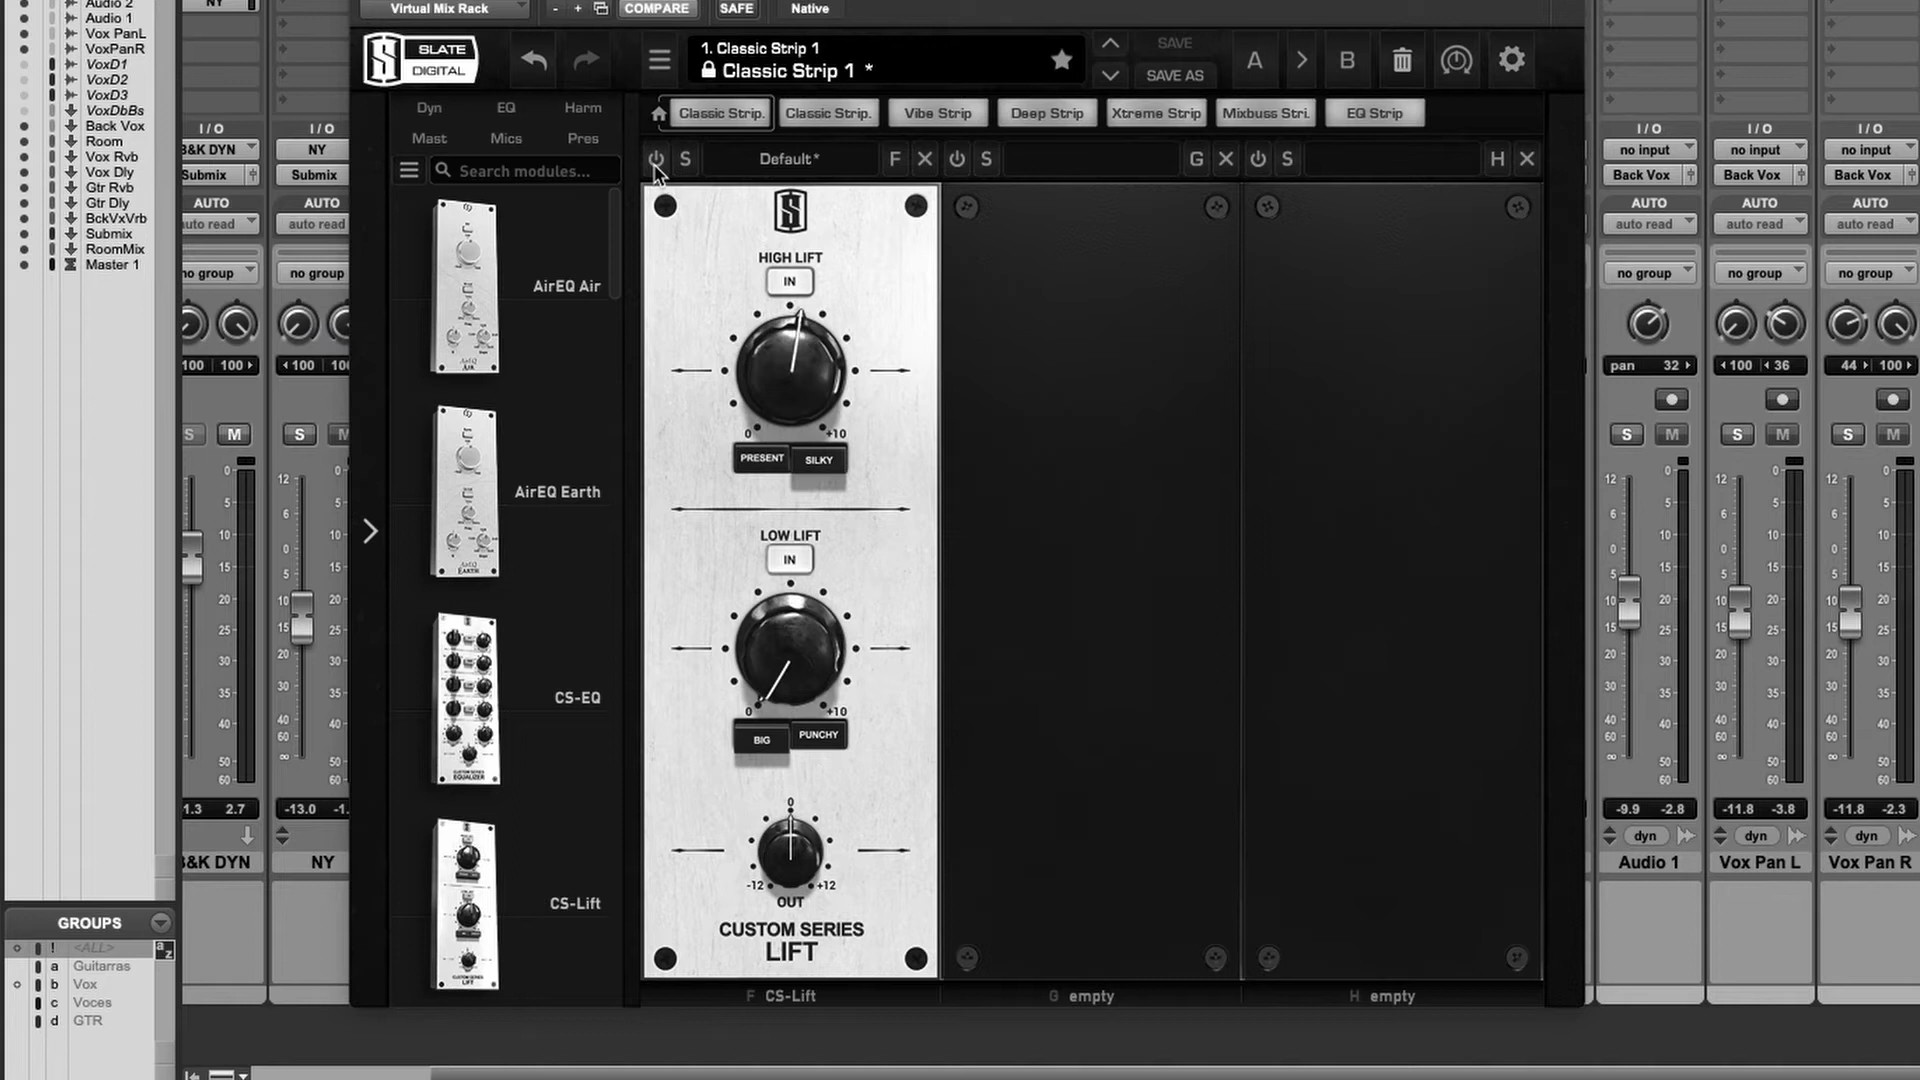 Virtual Mix Rack
- +
COMPARE
SAFE
Native
SLATE
DIGITAL
1. Classic Strip 1
Classic Strip 1 *
SAVE
SAVE AS
A
B
Dyn EQ Harm
Mast Mics Pres
Search modules...
Classic Strip.
Classic Strip.
Vibe Strip
Deep Strip
Xtreme Strip
Mixbuss Stri.
EQ Strip
S Default* F
S G
S H
AirEQ Air
AirEQ Earth
CS-EQ
CS-Lift
HIGH LIFT
IN
0 +10
PRESENT SILKY
LOW LIFT
IN
0 +10
BIG PUNCHY
0
-12 +12
OUT
CUSTOM SERIES
LIFT
F CS-Lift
G empty
H empty
Audio 2
Audio 1
Vox PanL
VoxPanR
VoxD1
VoxD2
VoxD3
VoxDbBs
Back Vox
Room
Vox Rvb
Vox Dly
Gtr Rvb
Gtr Dly
BckVxVrb
Submix
RoomMix
Master 1
GROUPS
! <ALL>
a Guitarras
b Vox
c Voces
d GTR
I/O
B&K DYN
Submix
AUTO
auto read
no group
100 100
S M
1.3 2.7
B&K DYN
I/O
NY
Submix
AUTO
auto read
no group
100 100
S M
-13.0 -1.
NY
I/O
no input
Back Vox
AUTO
auto read
no group
pan 32
S M
-9.9 -2.8
dyn
Audio 1
I/O
no input
Back Vox
AUTO
auto read
no group
100 36
S M
-11.8 -3.8
dyn
Vox Pan L
I/O
no input
Back Vox
AUTO
auto read
no group
44 100
S M
-11.8 -2.3
dyn
Vox Pan R